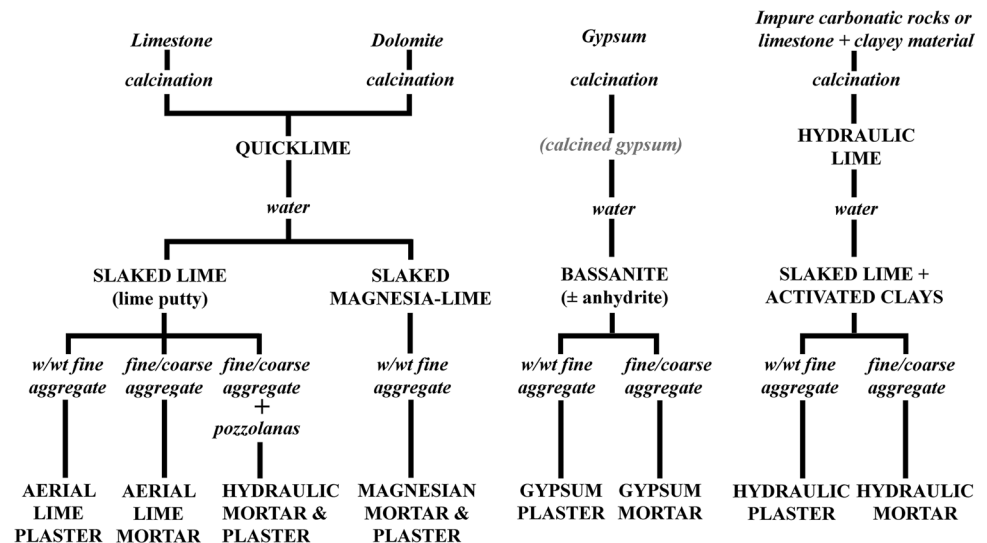 Limestone
Dolomite
Gypsum
Impure carbonatic rocks or
limestone + clayey material
calcination
calcination
calcination
calcination
QUICKLIME
(calcined gypsum)
HYDRAULIC
LIME
water
water
water
SLAKED LIME
(lime putty)
SLAKED
MAGNESIA-LIME
BASSANITE
(± anhydrite)
SLAKED LIME +
ACTIVATED CLAYS
w/wt fine
aggregate
fine/coarse
aggregate
fine/coarse
aggregate
+
pozzolanas
w/wt fine
aggregate
w/wt fine
aggregate
fine/coarse
aggregate
w/wt fine
aggregate
fine/coarse
aggregate
AERIAL
LIME
PLASTER
AERIAL
LIME
MORTAR
HYDRAULIC
MORTAR &
PLASTER
MAGNESIAN
MORTAR &
PLASTER
GYPSUM
PLASTER
GYPSUM
MORTAR
HYDRAULIC
PLASTER
HYDRAULIC
MORTAR